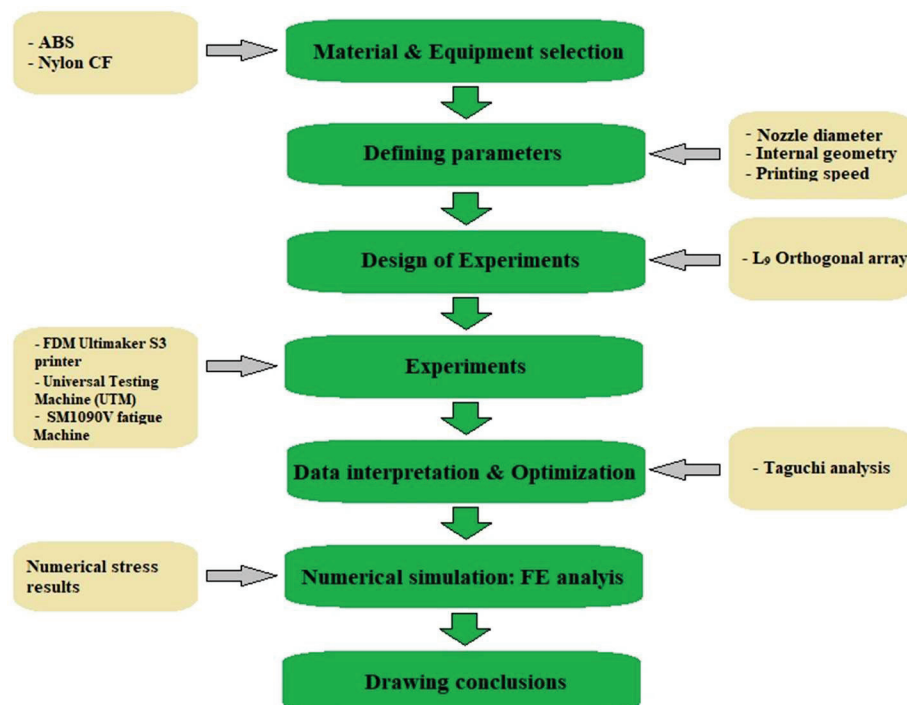 - ABS
- Nylon CF
Material & Equipment selection
Defining parameters
- Nozzle diameter
- Internal geometry
- Printing speed
Design of Experiments
- L₉ Orthogonal array
- FDM Ultimaker S3
printer
- Universal Testing
Machine (UTM)
- SM1090V fatigue
Machine
Experiments
Data interpretation & Optimization
- Taguchi analysis
Numerical stress
results
Numerical simulation: FE analyis
Drawing conclusions